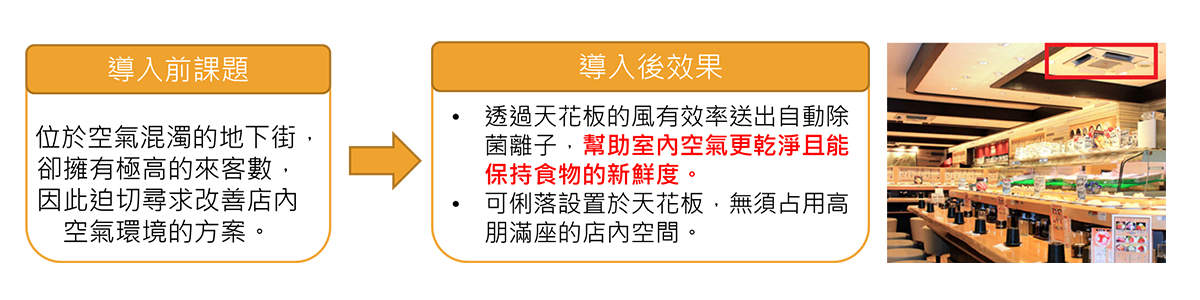 導入前課題
位於空氣混濁的地下街，
卻擁有極高的來客數，
因此迫切尋求改善店內
空氣環境的方案。
導入後效果
• 透過天花板的風有效率送出自動除
菌離子，幫助室內空氣更乾淨且能
保持食物的新鮮度。
• 可俐落設置於天花板，無須占用高
朋滿座的店內空間。